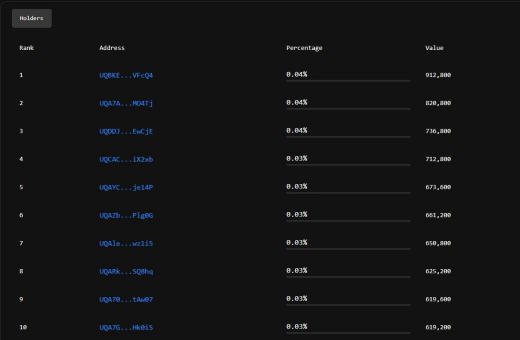 Holders
Rank Address Percentage Value
1 UQBKE...VFcQ4 0.04% 912,800
2 UQA7A...MO4Tj 0.04% 820,800
3 UQDDJ...EwCjE 0.04% 736,800
4 UQCAC...iX2xb 0.03% 712,800
5 UQAYC...je14P 0.03% 673,600
6 UQAZb...Plg0G 0.03% 661,200
7 UQAlo...wz1i5 0.03% 650,800
8 UQARk...SQ8hq 0.03% 625,200
9 UQA70...tAw07 0.03% 619,600
10 UQA7G...Hk0iS 0.03% 619,200